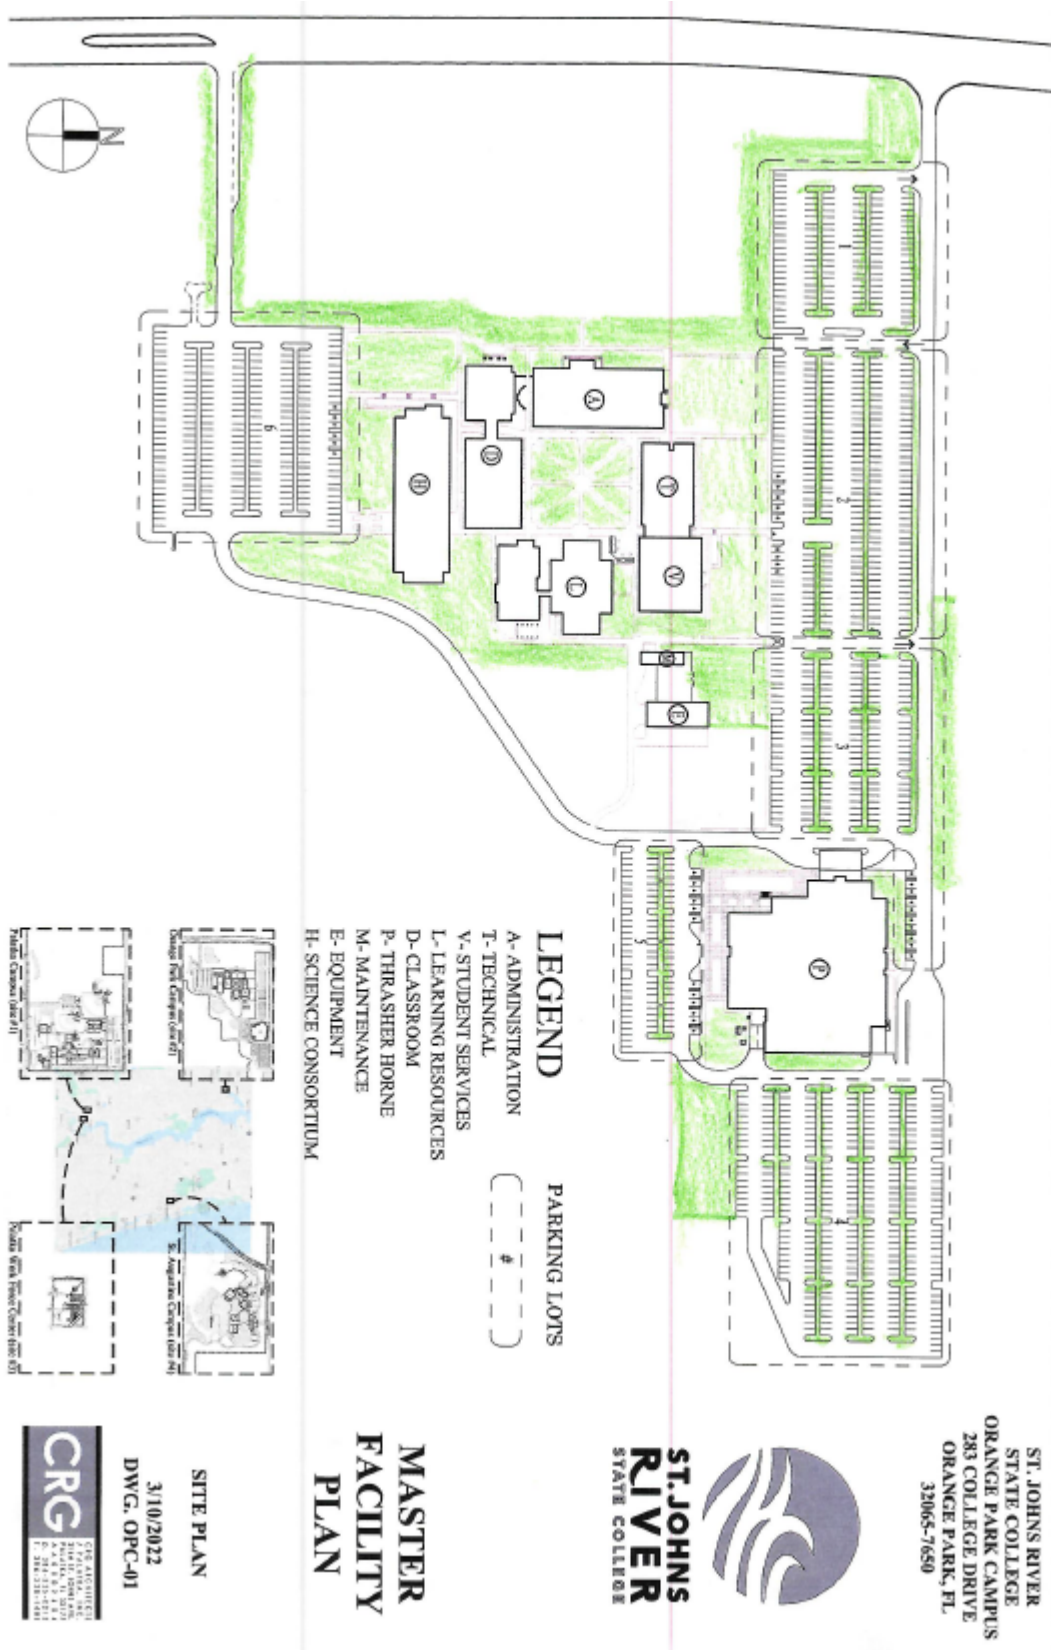 ST. JOHNS RIVER
STATE COLLEGE
ORANGE PARK CAMPUS
283 COLLEGE DRIVE
ORANGE PARK, FL
32065-7650
ST.JOHNS
RIVER
STATE COLLEGE
MASTER
FACILITY
PLAN
SITE PLAN
3/10/2022
DWG. OPC-01
CRG
LEGEND
A- ADMINISTRATION
T- TECHNICAL
V- STUDENT SERVICES
L- LEARNING RESOURCES
D- CLASSROOM
P- THRASHER HORNE
M- MAINTENANCE
E- EQUIPMENT
H- SCIENCE CONSORTIUM
PARKING LOTS
#
N
1
2
3
4
5
6
A
T
V
L
D
H
M
E
P